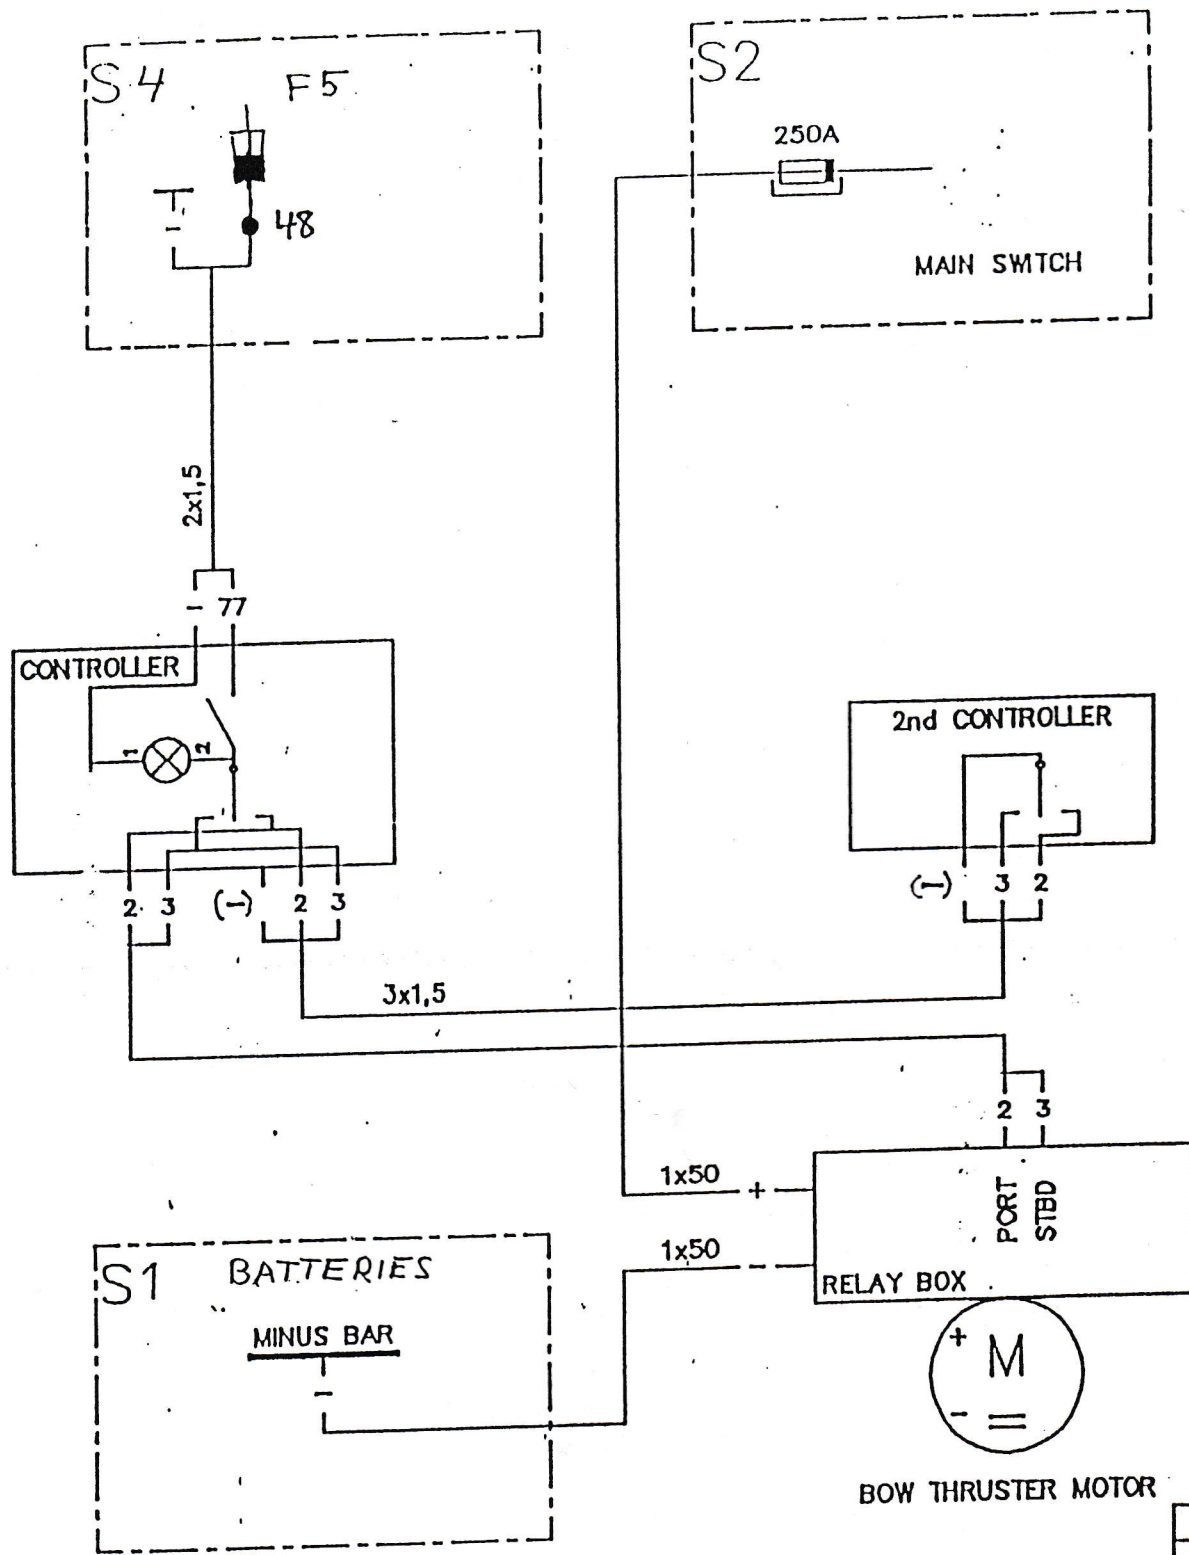 S4
F5
48
S2
250A
MAIN SWITCH
2x1,5
- 77
CONTROLLER
1 2
2 3 (-) 2 3
2nd CONTROLLER
(-) 3 2
3x1,5
2 3
PORT
STBD
1x50 +
1x50 -
RELAY BOX
S1
BATTERIES
MINUS BAR
-
+
M
-
BOW THRUSTER MOTOR